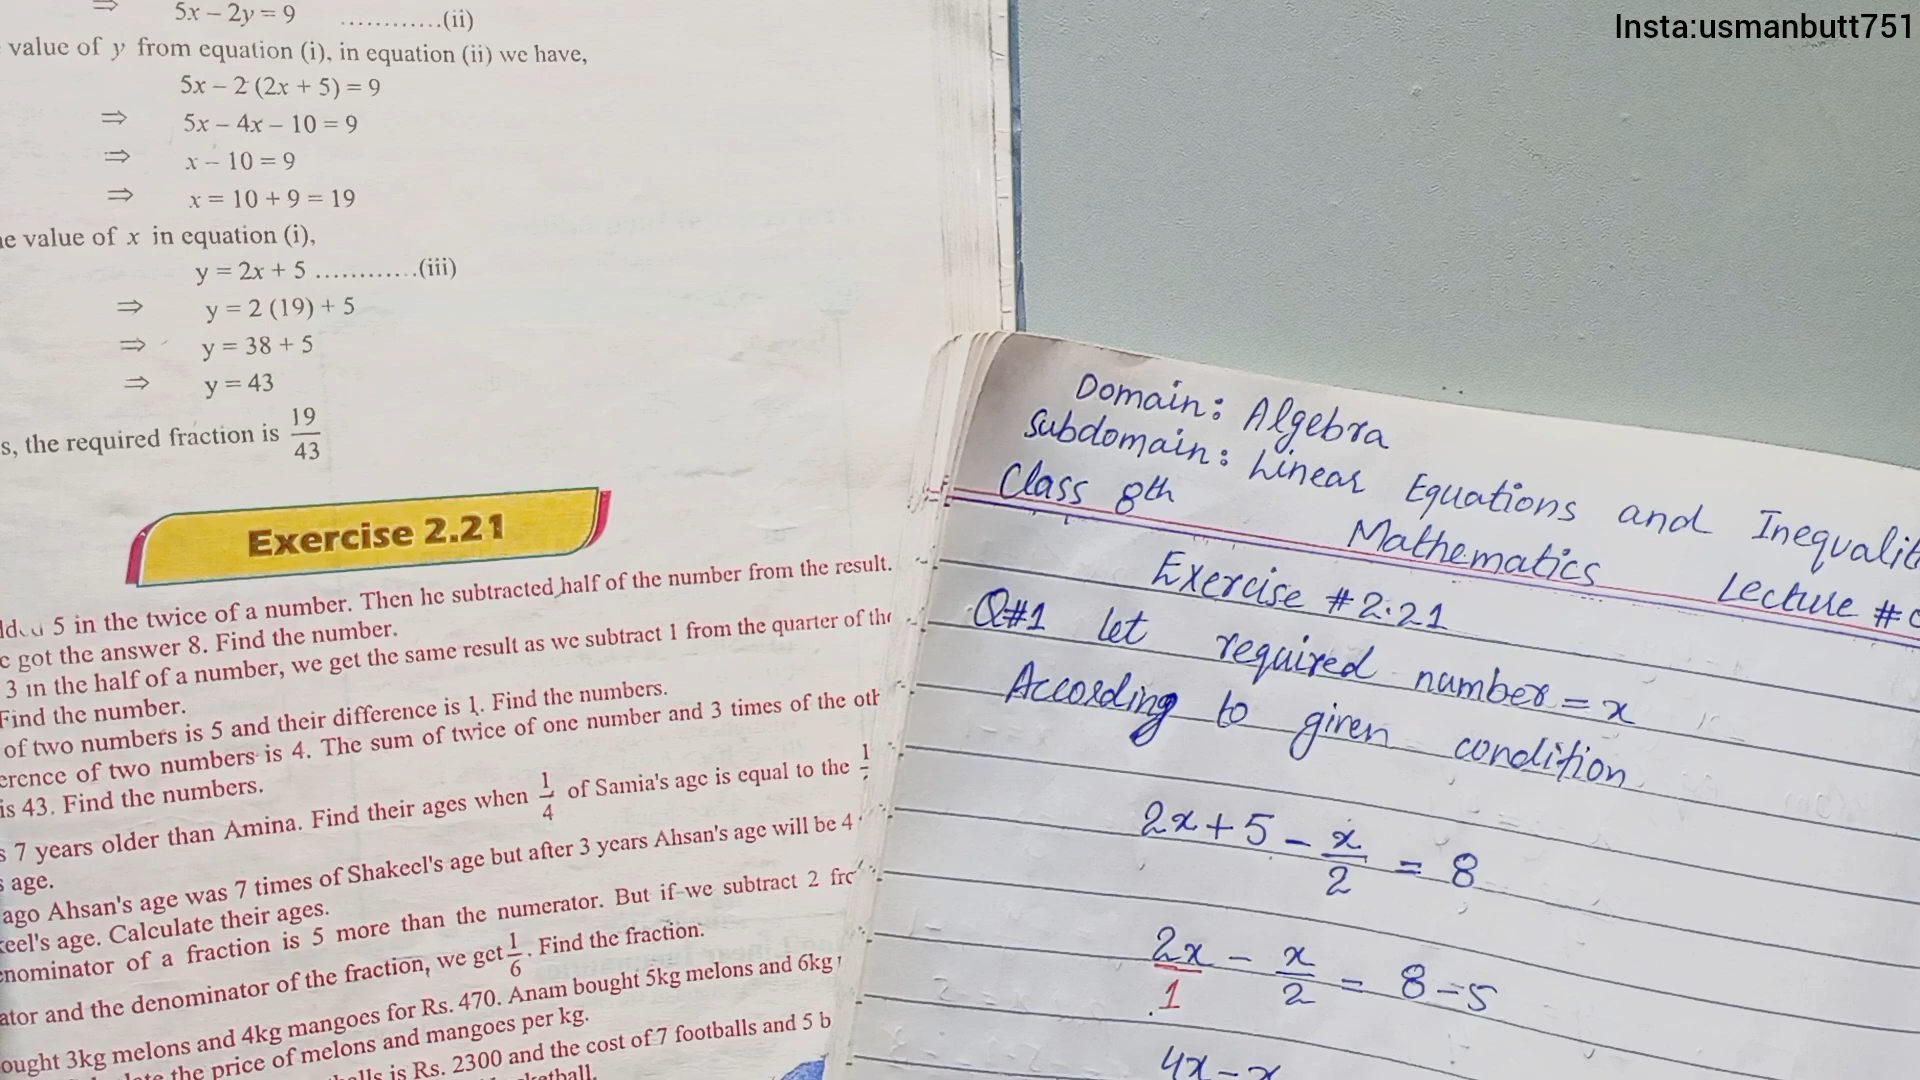 Insta:usmanbutt751
⇒ 5x – 2y = 9 ............(ii)
value of y from equation (i), in equation (ii) we have,
5x – 2 (2x + 5) = 9
⇒ 5x – 4x – 10 = 9
⇒ x – 10 = 9
⇒ x = 10 + 9 = 19
value of x in equation (i),
y = 2x + 5 ............(iii)
⇒ y = 2 (19) + 5
⇒ y = 38 + 5
⇒ y = 43
s, the required fraction is 19/43
Exercise 2.21
5 in the twice of a number. Then he subtracted half of the number from the result.
got the answer 8. Find the number.
3 in the half of a number, we get the same result as we subtract 1 from the quarter of the
Find the number.
of two numbers is 5 and their difference is 1. Find the numbers.
erence of two numbers is 4. The sum of twice of one number and 3 times of the oth
is 43. Find the numbers.
s 7 years older than Amina. Find their ages when 1/4 of Samia's age is equal to the 1
s age.
ago Ahsan's age was 7 times of Shakeel's age but after 3 years Ahsan's age will be 4
keel's age. Calculate their ages.
enominator of a fraction is 5 more than the numerator. But if we subtract 2 fro
ator and the denominator of the fraction, we get 1/6. Find the fraction.
ought 3kg melons and 4kg mangoes for Rs. 470. Anam bought 5kg melons and 6kg
the price of melons and mangoes per kg.
alls is Rs. 2300 and the cost of 7 footballs and 5 b
ketball.
Domain: Algebra
Subdomain: Linear Equations and Inequalit
Class 8th Mathematics Lecture #
Exercise #2.21
Q#1 let required number = x
According to given condition
2x + 5 – x/2 = 8
2x/1 – x/2 = 8 – 5
4x – x